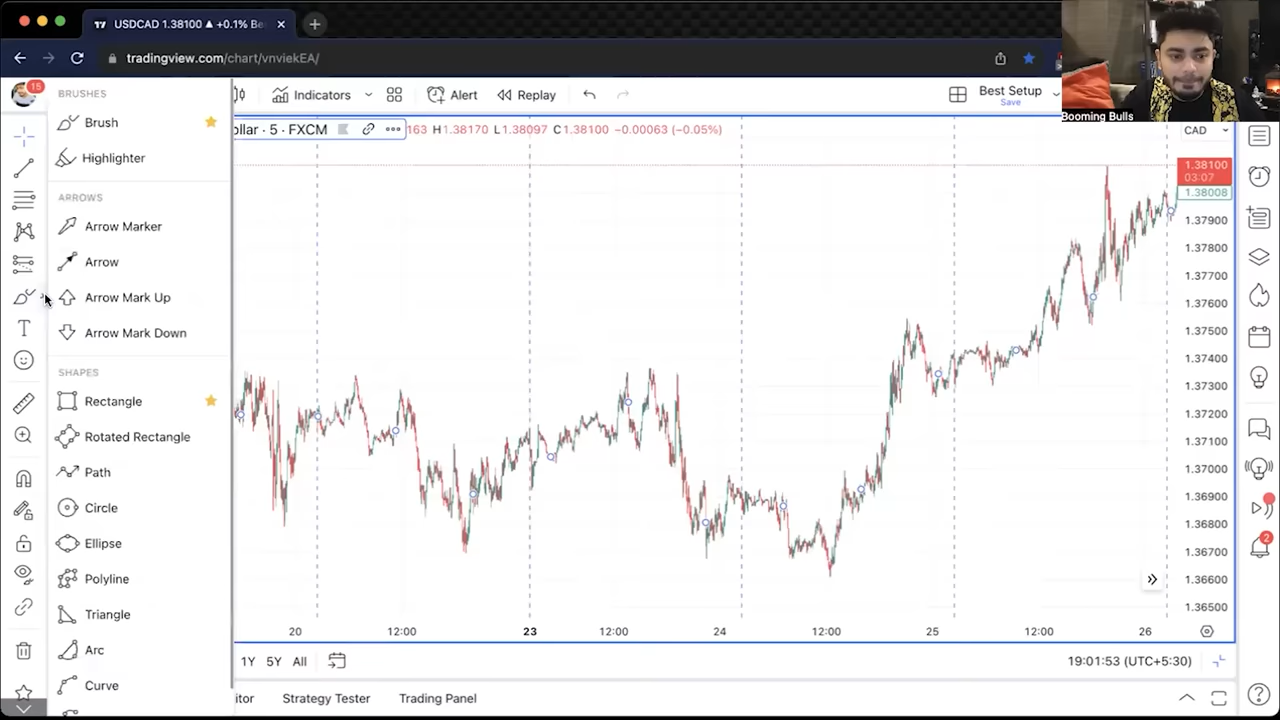 USDCAD 1.38100 ▲ +0.1% Be
tradingview.com/chart/vnviekEA/
Booming Bulls
15
Indicators
Alert
Replay
Best Setup
Save
ollar · 5 · FXCM
163 H1.38170 L1.38097 C1.38100 −0.00063 (−0.05%)
CAD
BRUSHES
Brush
Highlighter
ARROWS
Arrow Marker
Arrow
Arrow Mark Up
Arrow Mark Down
SHAPES
Rectangle
Rotated Rectangle
Path
Circle
Ellipse
Polyline
Triangle
Arc
Curve
1.38100
03:07
1.38008
1.37900
1.37800
1.37700
1.37600
1.37500
1.37400
1.37300
1.37200
1.37100
1.37000
1.36900
1.36800
1.36700
1.36600
1.36500
2
20
12:00
23
12:00
24
12:00
25
12:00
26
1Y 5Y All
19:01:53 (UTC+5:30)
itor
Strategy Tester
Trading Panel